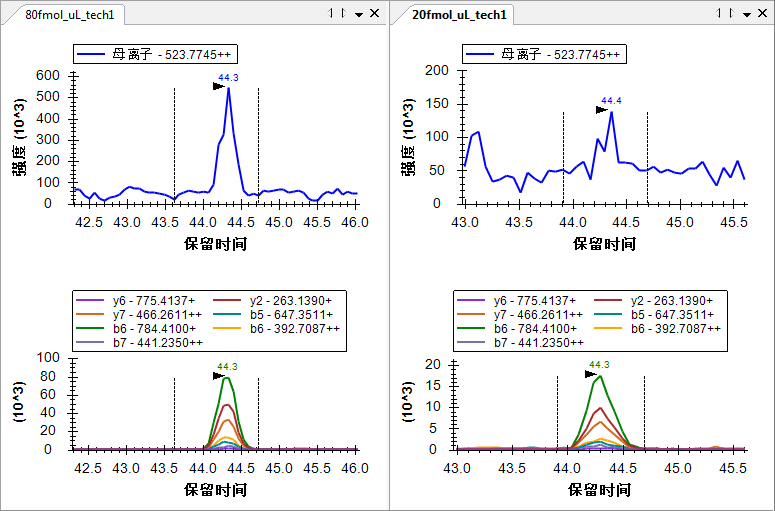 80fmol_uL_tech1
母离子 - 523.7745++
44.3
600
500
400
300
200
100
0
强度 (10^3)
42.5 43.0 43.5 44.0 44.5 45.0 45.5 46.0
保留时间
y6 - 775.4137+ y2 - 263.1390+
y7 - 466.2611++ b5 - 647.3511+
b6 - 784.4100+ b6 - 392.7087++
b7 - 441.2350++
44.3
100
80
60
40
20
0
(10^3)
42.5 43.0 43.5 44.0 44.5 45.0 45.5 46.0
保留时间
20fmol_uL_tech1
母离子 - 523.7745++
44.4
200
150
100
50
0
强度 (10^3)
43.0 43.5 44.0 44.5 45.0 45.5
保留时间
y6 - 775.4137+ y2 - 263.1390+
y7 - 466.2611++ b5 - 647.3511+
b6 - 784.4100+ b6 - 392.7087++
b7 - 441.2350++
44.3
20
15
10
5
0
(10^3)
43.0 43.5 44.0 44.5 45.0 45.5
保留时间